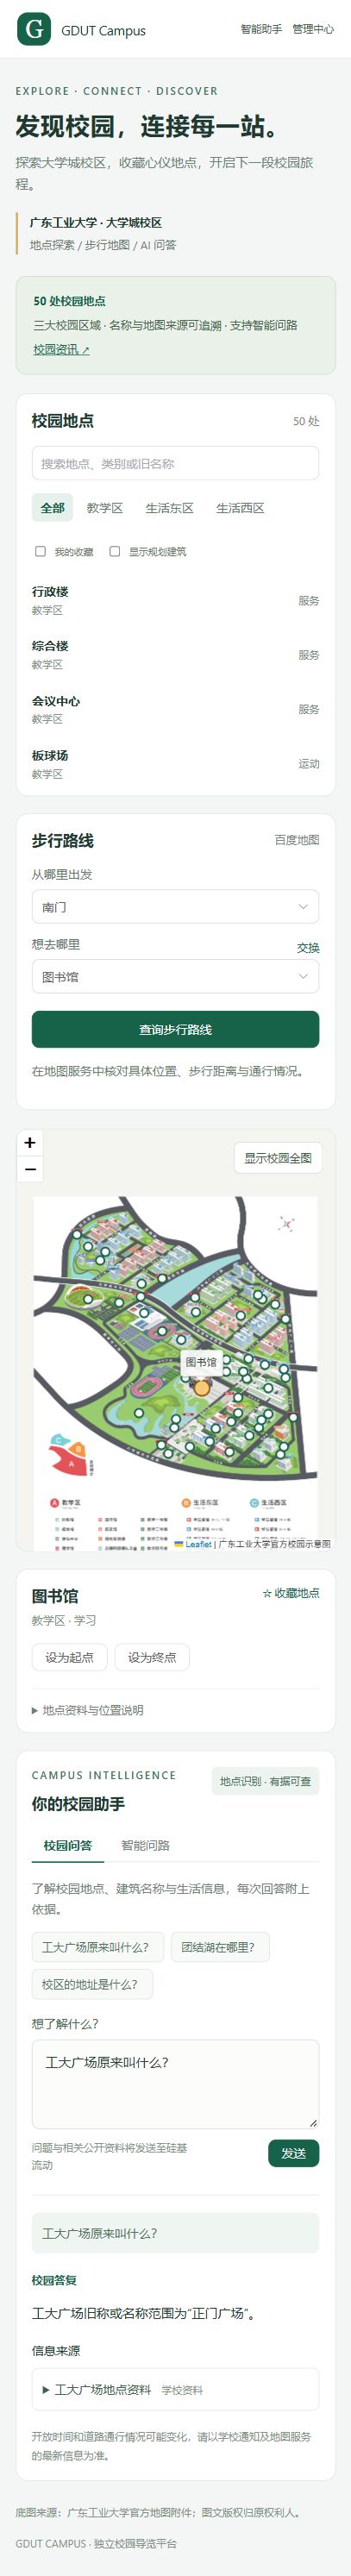 G GDUT Campus 智能助手 管理中心
EXPLORE · CONNECT · DISCOVER
发现校园，连接每一站。
探索大学城校区，收藏心仪地点，开启下一段校园旅
程。
广东工业大学 · 大学城校区
地点探索 / 步行地图 / AI 问答
50 处校园地点
三大校园区域 · 名称与地图来源可追溯 · 支持智能问路
校园资讯 ↗
校园地点 50 处
搜索地点、类别或旧名称
全部 教学区 生活东区 生活西区
我的收藏 显示规划建筑
行政楼 服务
教学区
综合楼 服务
教学区
会议中心 服务
教学区
板球场 运动
教学区
步行路线 百度地图
从哪里出发
南门
想去哪里 交换
图书馆
查询步行路线
在地图服务中核对具体位置、步行距离与通行情况。
+
−
显示校园全图
图书馆
C
B
A
A 教学区 B 生活东区 C 生活西区
Leaflet | 广东工业大学官方校园示意图
图书馆 ☆ 收藏地点
教学区 · 学习
设为起点 设为终点
▶ 地点资料与位置说明
CAMPUS INTELLIGENCE 地点识别 · 有据可查
你的校园助手
校园问答 智能问路
了解校园地点、建筑名称与生活信息，每次回答附上
依据。
工大广场原来叫什么？ 团结湖在哪里？
校区的地址是什么？
想了解什么？
工大广场原来叫什么？
问题与相关公开资料将发送至硅基
流动
发送
工大广场原来叫什么？
校园答复
工大广场旧称或名称范围为“正门广场”。
信息来源
▶ 工大广场地点资料 学校资料
开放时间和道路通行情况可能变化，请以学校通知及地图服务
的最新信息为准。
底图来源：广东工业大学官方地图附件；图文版权归原权利人。
GDUT CAMPUS · 独立校园导览平台